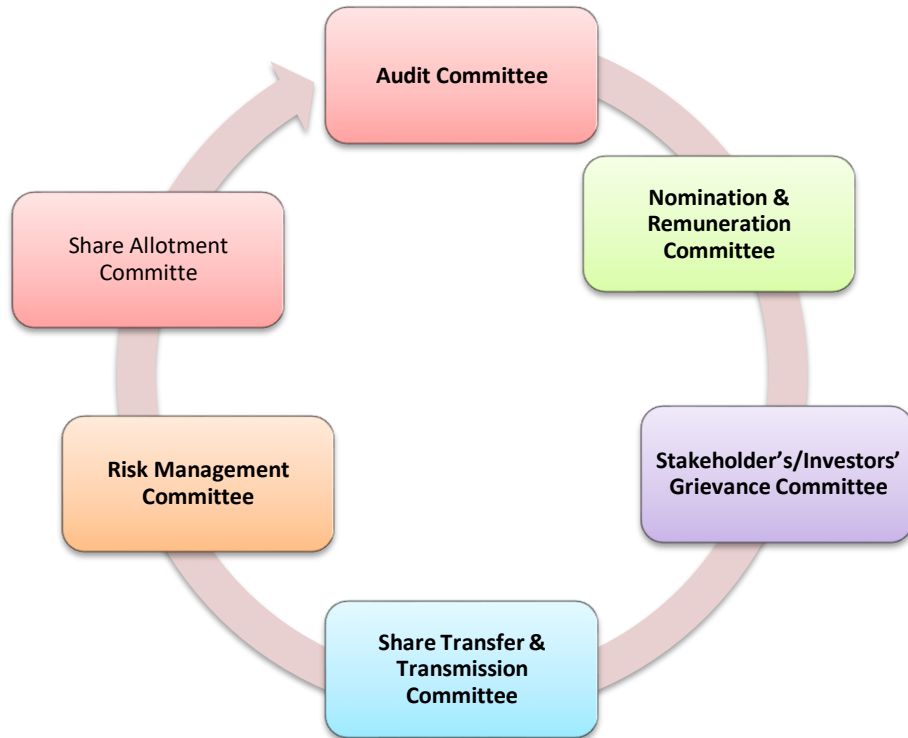 Audit Committee
Nomination &
Remuneration
Committee
Stakeholder’s/Investors’
Grievance Committee
Share Transfer &
Transmission
Committee
Risk Management
Committee
Share Allotment
Committe